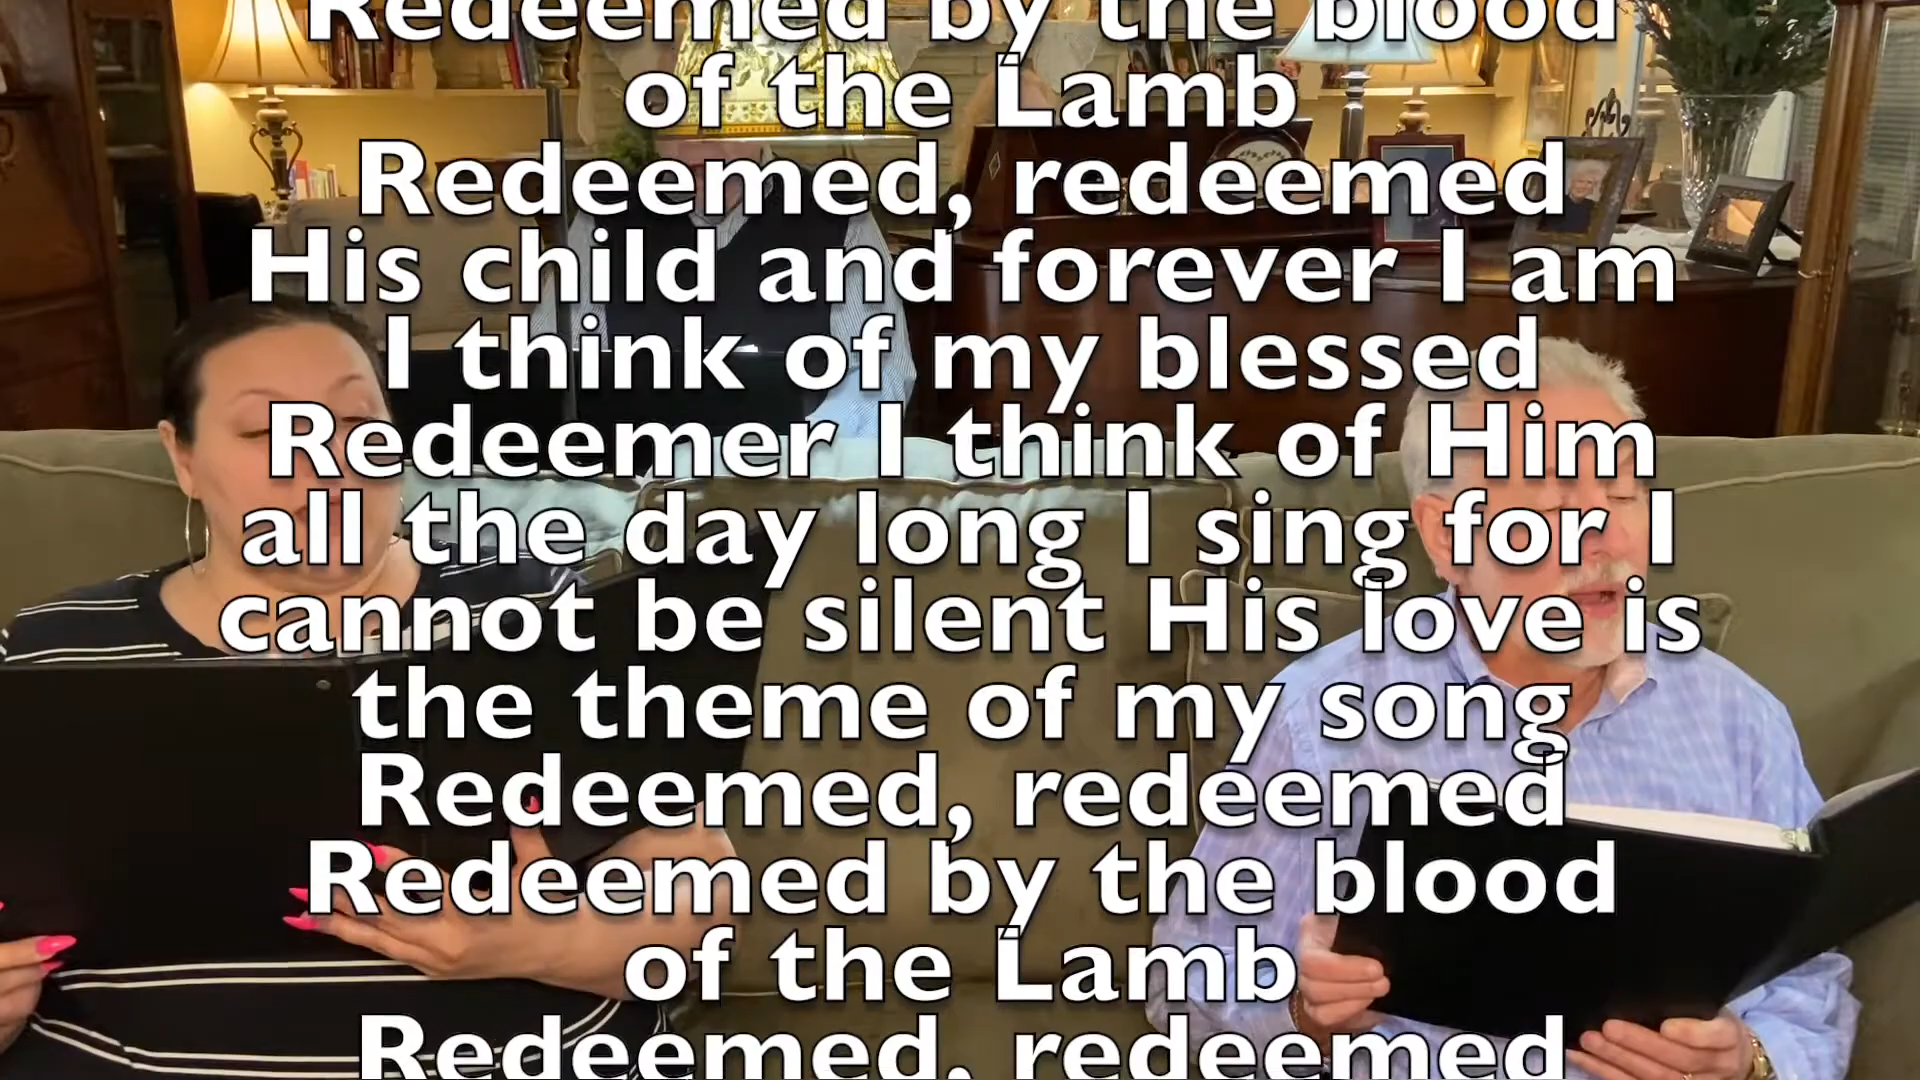 Redeemed by the blood
of the Lamb
Redeemed, redeemed
His child and forever I am
I think of my blessed
Redeemer I think of Him
all the day long I sing for I
cannot be silent His love is
the theme of my song
Redeemed, redeemed
Redeemed by the blood
of the Lamb
Redeemed, redeemed